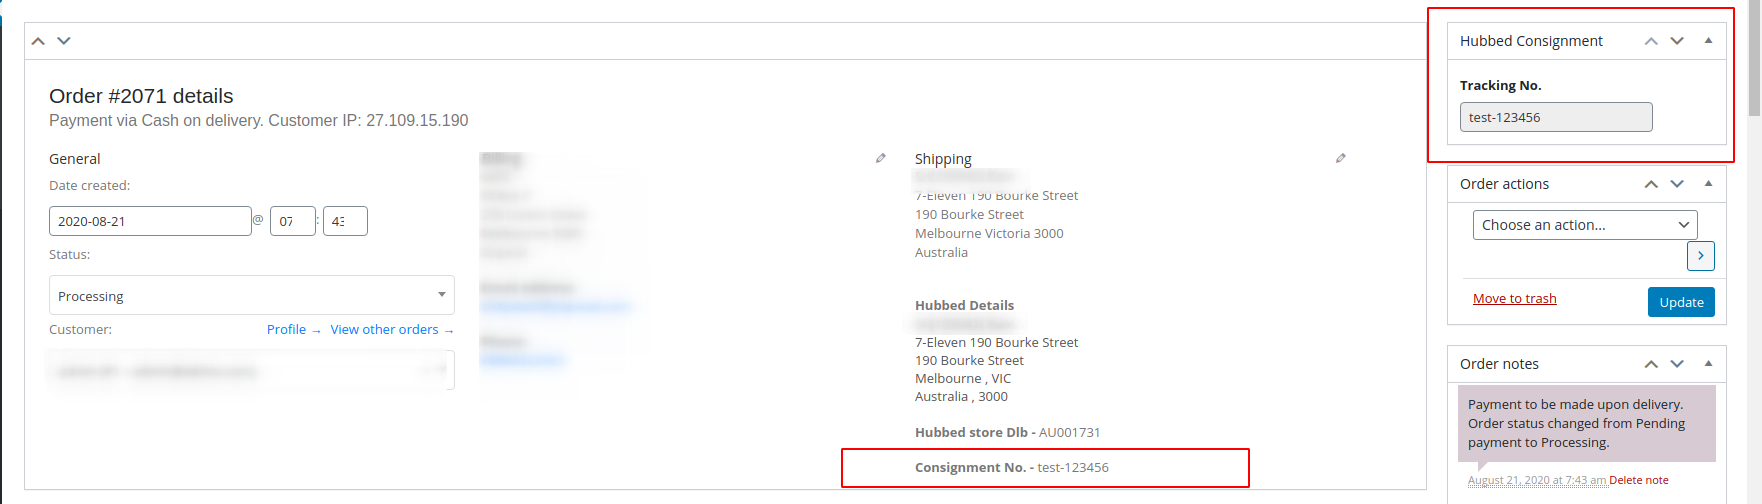 Order #2071 details
Payment via Cash on delivery. Customer IP: 27.109.15.190
General
Date created:
2020-08-21 @ 07 : 43
Status:
Processing
Customer: Profile → View other orders →
Shipping
7-Eleven 190 Bourke Street
190 Bourke Street
Melbourne Victoria 3000
Australia
Hubbed Details
7-Eleven 190 Bourke Street
190 Bourke Street
Melbourne , VIC
Australia , 3000
Hubbed store Dlb - AU001731
Consignment No. - test-123456
Hubbed Consignment
Tracking No.
test-123456
Order actions
Choose an action...
Move to trash
Update
Order notes
Payment to be made upon delivery.
Order status changed from Pending
payment to Processing.
August 21, 2020 at 7:43 am Delete note